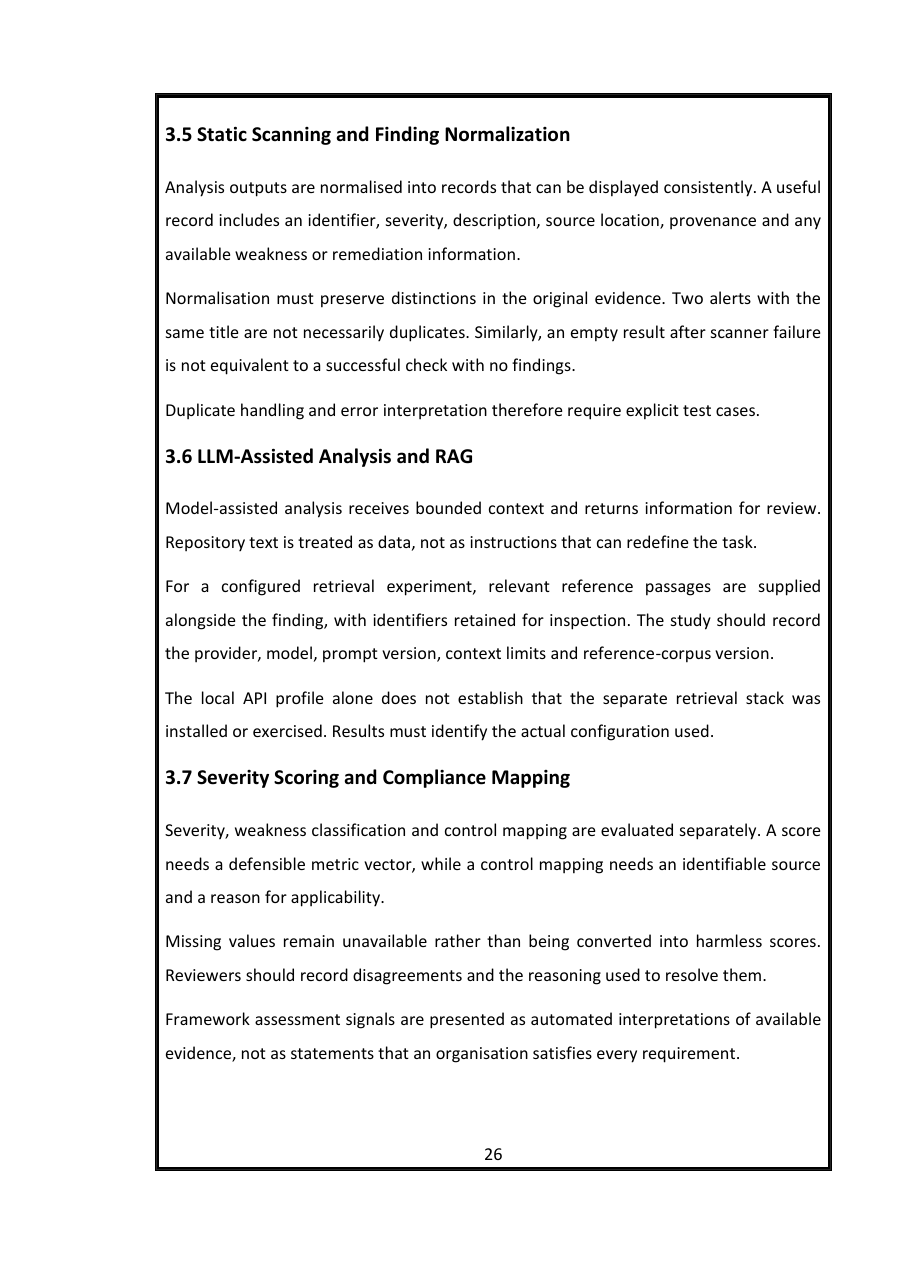 3.5 Static Scanning and Finding Normalization
Analysis outputs are normalised into records that can be displayed consistently. A useful
record includes an identifier, severity, description, source location, provenance and any
available weakness or remediation information.
Normalisation must preserve distinctions in the original evidence. Two alerts with the
same title are not necessarily duplicates. Similarly, an empty result after scanner failure
is not equivalent to a successful check with no findings.
Duplicate handling and error interpretation therefore require explicit test cases.
3.6 LLM-Assisted Analysis and RAG
Model-assisted analysis receives bounded context and returns information for review.
Repository text is treated as data, not as instructions that can redefine the task.
For a configured retrieval experiment, relevant reference passages are supplied
alongside the finding, with identifiers retained for inspection. The study should record
the provider, model, prompt version, context limits and reference-corpus version.
The local API profile alone does not establish that the separate retrieval stack was
installed or exercised. Results must identify the actual configuration used.
3.7 Severity Scoring and Compliance Mapping
Severity, weakness classification and control mapping are evaluated separately. A score
needs a defensible metric vector, while a control mapping needs an identifiable source
and a reason for applicability.
Missing values remain unavailable rather than being converted into harmless scores.
Reviewers should record disagreements and the reasoning used to resolve them.
Framework assessment signals are presented as automated interpretations of available
evidence, not as statements that an organisation satisfies every requirement.
26